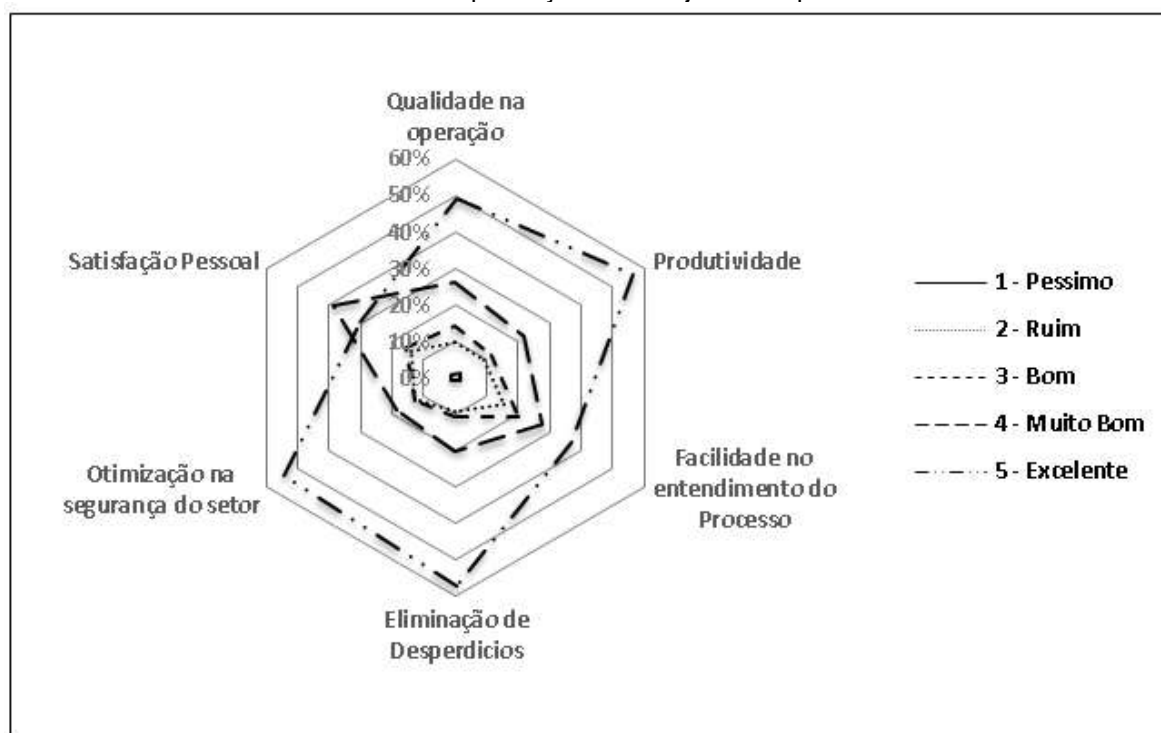 Qualidade na
operação
60%
50%
40%
30%
20%
10%
0%
Satisfação Pessoal
Produtividade
Otimização na
segurança do setor
Facilidade no
entendimento do
Processo
Eliminação de
Desperdicios
1 - Pessimo
2 - Ruim
3 - Bom
4 - Muito Bom
5 - Excelente